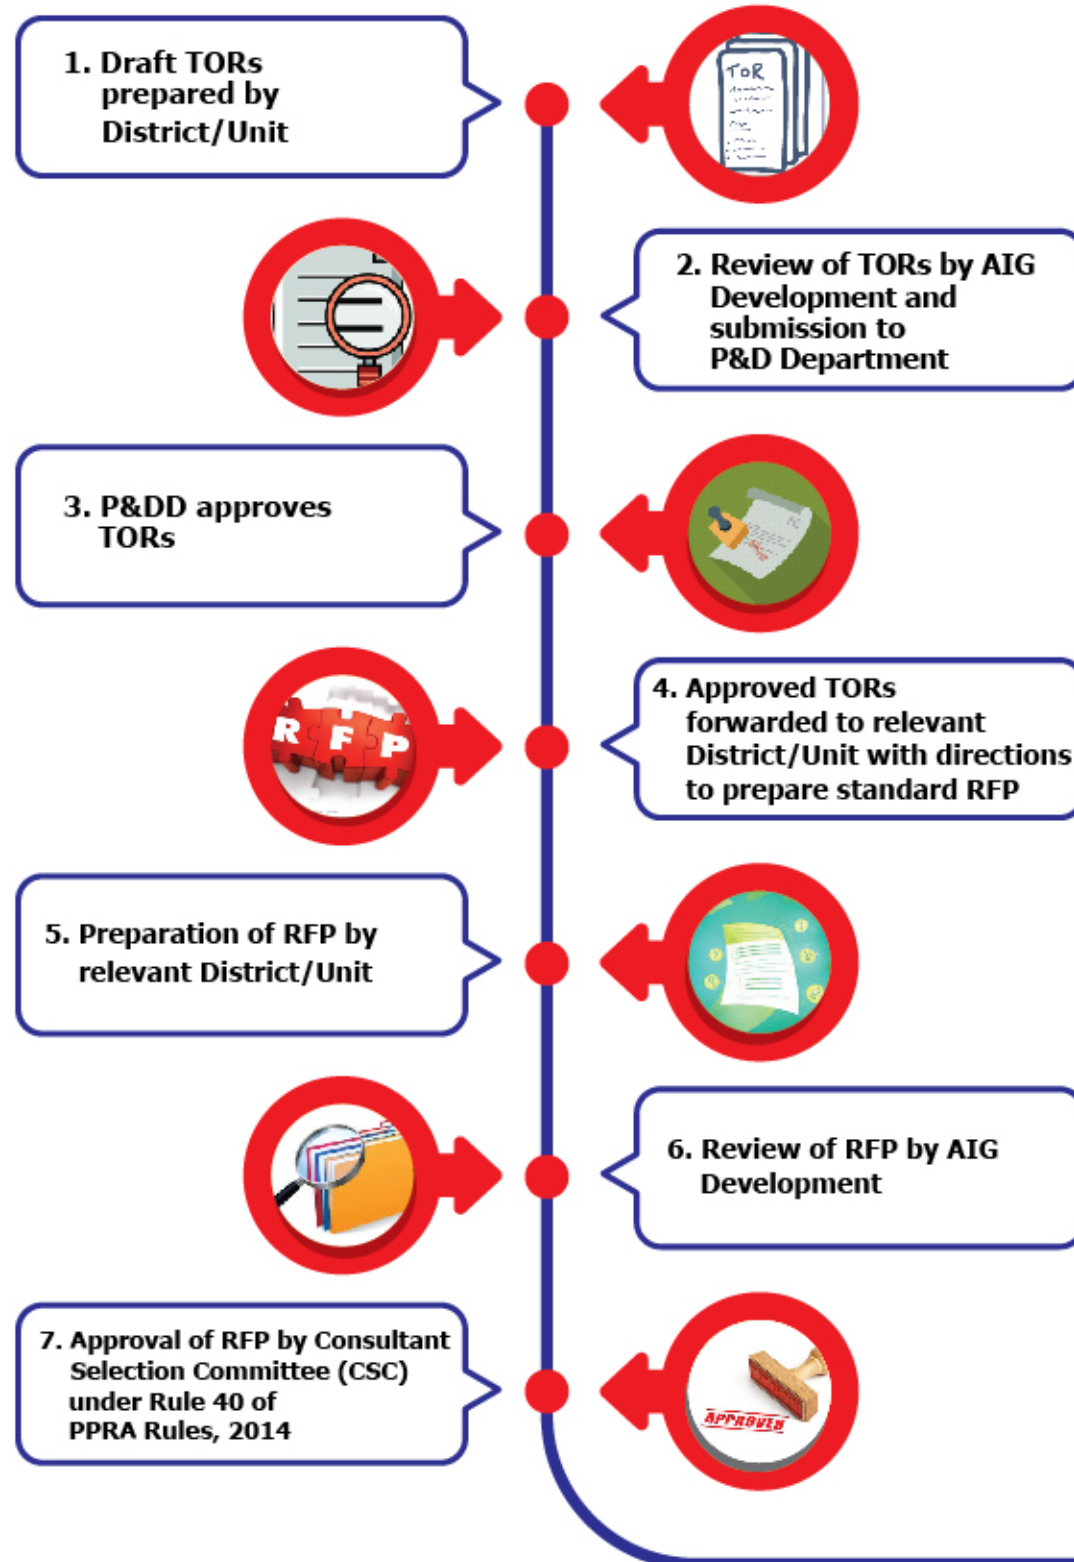 1. Draft TORs
prepared by
District/Unit
TOR
2. Review of TORs by AIG
Development and
submission to
P&D Department
3. P&DD approves
TORs
4. Approved TORs
forwarded to relevant
District/Unit with directions
to prepare standard RFP
R F P
5. Preparation of RFP by
relevant District/Unit
6. Review of RFP by AIG
Development
7. Approval of RFP by Consultant
Selection Committee (CSC)
under Rule 40 of
PPRA Rules, 2014
APPROVED